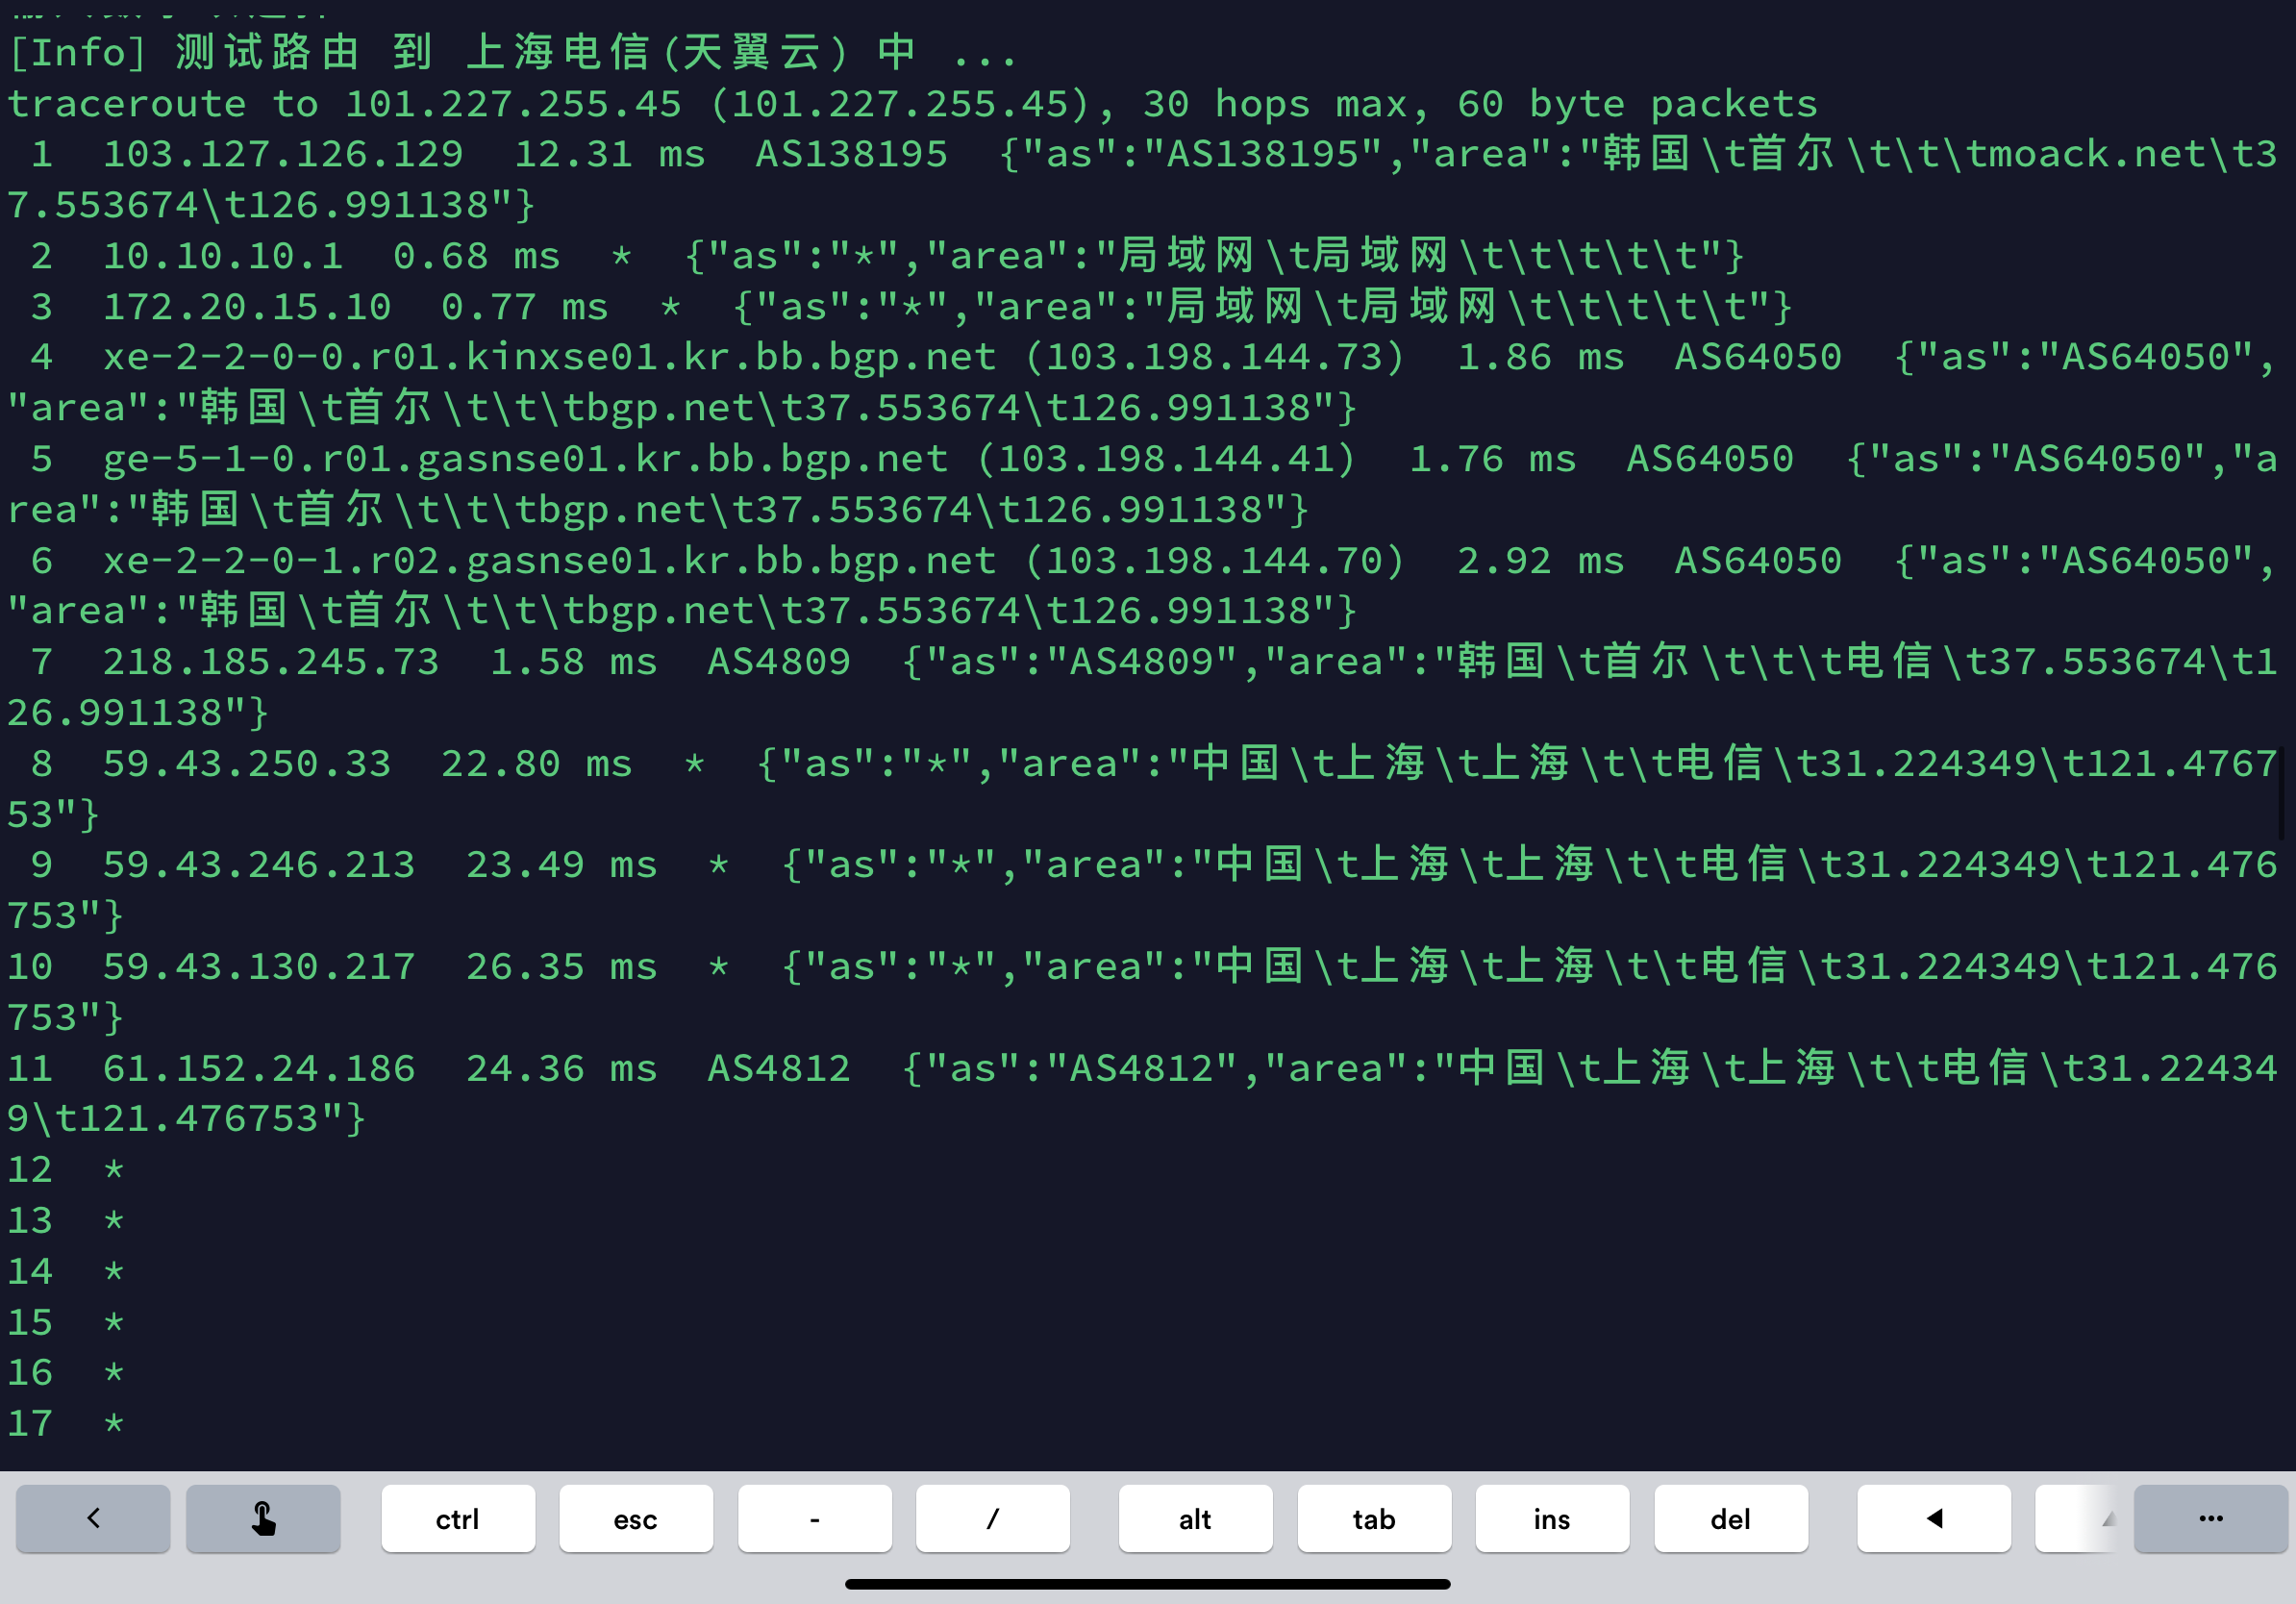 [Info] 测试路由 到 上海电信(天翼云) 中 ...
traceroute to 101.227.255.45 (101.227.255.45), 30 hops max, 60 byte packets
1 103.127.126.129 12.31 ms AS138195 {"as":"AS138195","area":"韩国\t首尔\t\t\tmoack.net\t3
7.553674\t126.991138"}
2 10.10.10.1 0.68 ms * {"as":"*","area":"局域网\t局域网\t\t\t\t\t"}
3 172.20.15.10 0.77 ms * {"as":"*","area":"局域网\t局域网\t\t\t\t\t"}
4 xe-2-2-0-0.r01.kinxse01.kr.bb.bgp.net (103.198.144.73) 1.86 ms AS64050 {"as":"AS64050",
"area":"韩国\t首尔\t\t\tbgp.net\t37.553674\t126.991138"}
5 ge-5-1-0.r01.gasnse01.kr.bb.bgp.net (103.198.144.41) 1.76 ms AS64050 {"as":"AS64050","a
rea":"韩国\t首尔\t\t\tbgp.net\t37.553674\t126.991138"}
6 xe-2-2-0-1.r02.gasnse01.kr.bb.bgp.net (103.198.144.70) 2.92 ms AS64050 {"as":"AS64050",
"area":"韩国\t首尔\t\t\tbgp.net\t37.553674\t126.991138"}
7 218.185.245.73 1.58 ms AS4809 {"as":"AS4809","area":"韩国\t首尔\t\t\t电信\t37.553674\t1
26.991138"}
8 59.43.250.33 22.80 ms * {"as":"*","area":"中国\t上海\t上海\t\t电信\t31.224349\t121.4767
53"}
9 59.43.246.213 23.49 ms * {"as":"*","area":"中国\t上海\t上海\t\t电信\t31.224349\t121.476
753"}
10 59.43.130.217 26.35 ms * {"as":"*","area":"中国\t上海\t上海\t\t电信\t31.224349\t121.476
753"}
11 61.152.24.186 24.36 ms AS4812 {"as":"AS4812","area":"中国\t上海\t上海\t\t电信\t31.22434
9\t121.476753"}
12 *
13 *
14 *
15 *
16 *
17 *
ctrl esc - / alt tab ins del ...